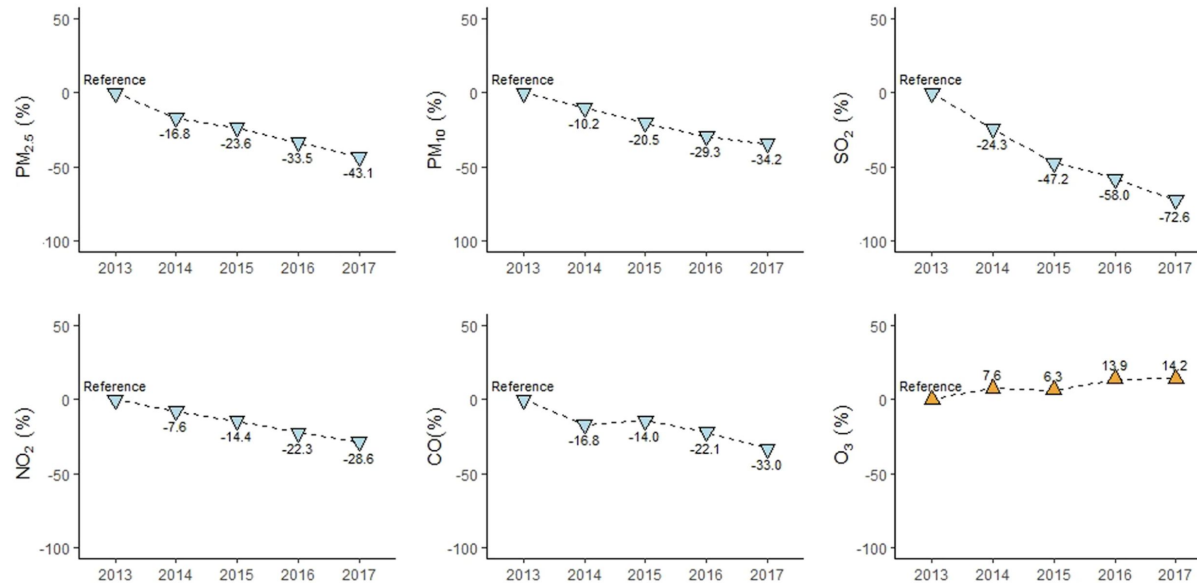 PM2.5 (%)
50
0
-50
-100
Reference
-16.8
-23.6
-33.5
-43.1
2013 2014 2015 2016 2017
PM10 (%)
50
0
-50
100
Reference
-10.2
-20.5
-29.3
-34.2
2013 2014 2015 2016 2017
SO2 (%)
50
0
-50
-100
Reference
-24.3
-47.2
-58.0
-72.6
2013 2014 2015 2016 2017
NO2 (%)
50
0
-50
-100
Reference
-7.6
-14.4
-22.3
-28.6
2013 2014 2015 2016 2017
CO(%)
50
0
-50
-100
Reference
-16.8
-14.0
-22.1
-33.0
2013 2014 2015 2016 2017
O3 (%)
50
0
-50
-100
Reference
7.6
6.3
13.9
14.2
2013 2014 2015 2016 2017